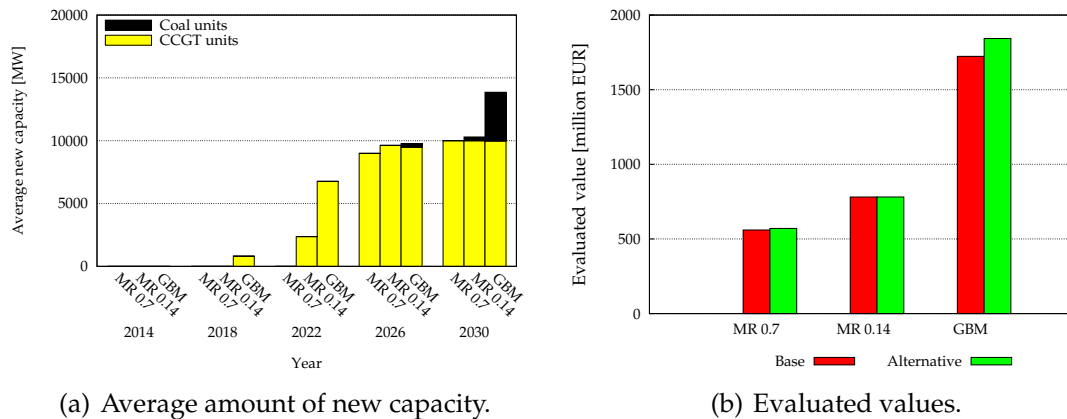 Average new capacity [MW]
20000
15000
10000
5000
0
Coal units
CCGT units
MR 0.7
MR 0.14
GBM
MR 0.7
MR 0.14
GBM
MR 0.7
MR 0.14
GBM
MR 0.7
MR 0.14
GBM
MR 0.7
MR 0.14
GBM
2014 2018 2022 2026 2030
Year
(a) Average amount of new capacity.
Evaluated value [million EUR]
2000
1500
1000
500
0
MR 0.7 MR 0.14 GBM
Base Alternative
(b) Evaluated values.